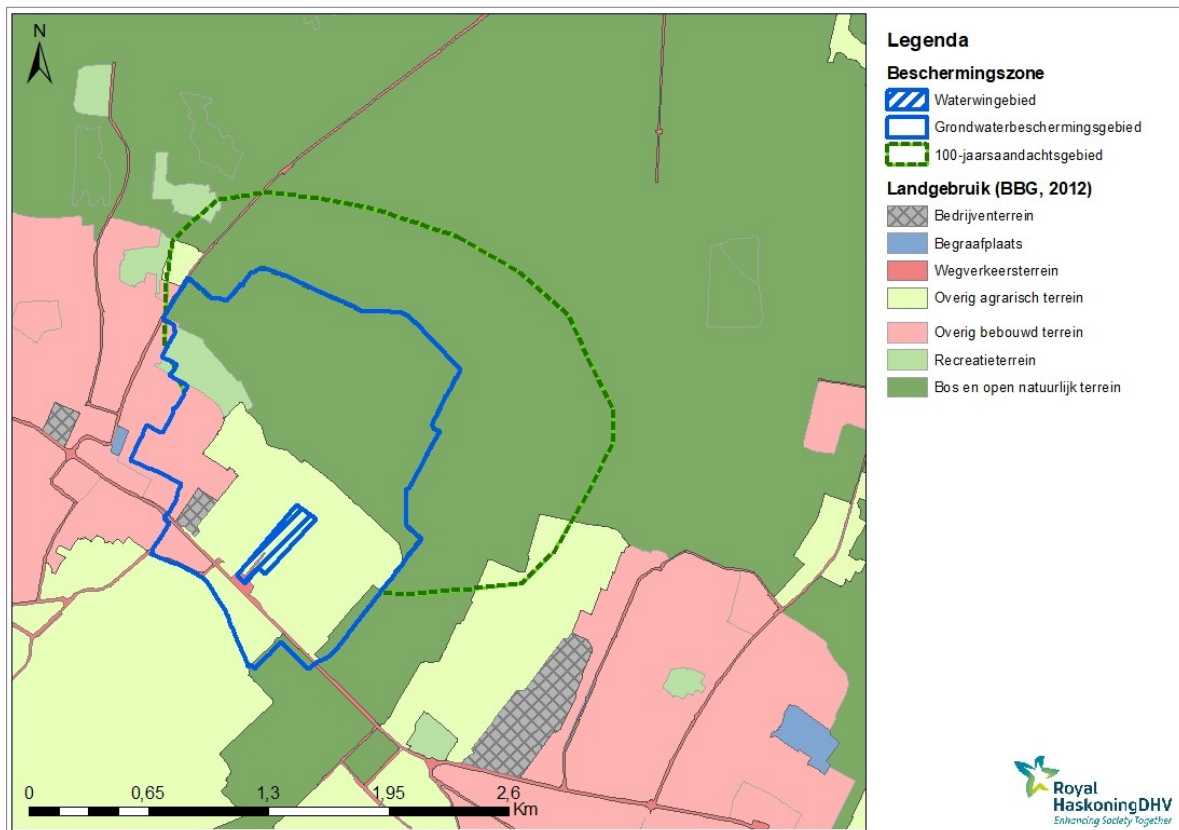 N
Legenda
Beschermingszone
Waterwingebied
Grondwaterbeschermingsgebied
100-jaarsaandachtsgebied
Landgebruik (BBG, 2012)
Bedrijventerrein
Begraafplaats
Wegverkeersterrein
Overig agrarisch terrein
Overig bebouwd terrein
Recreatieterrein
Bos en open natuurlijk terrein
0 0,65 1,3 1,95 2,6
Km
Royal
HaskoningDHV
Enhancing Society Together